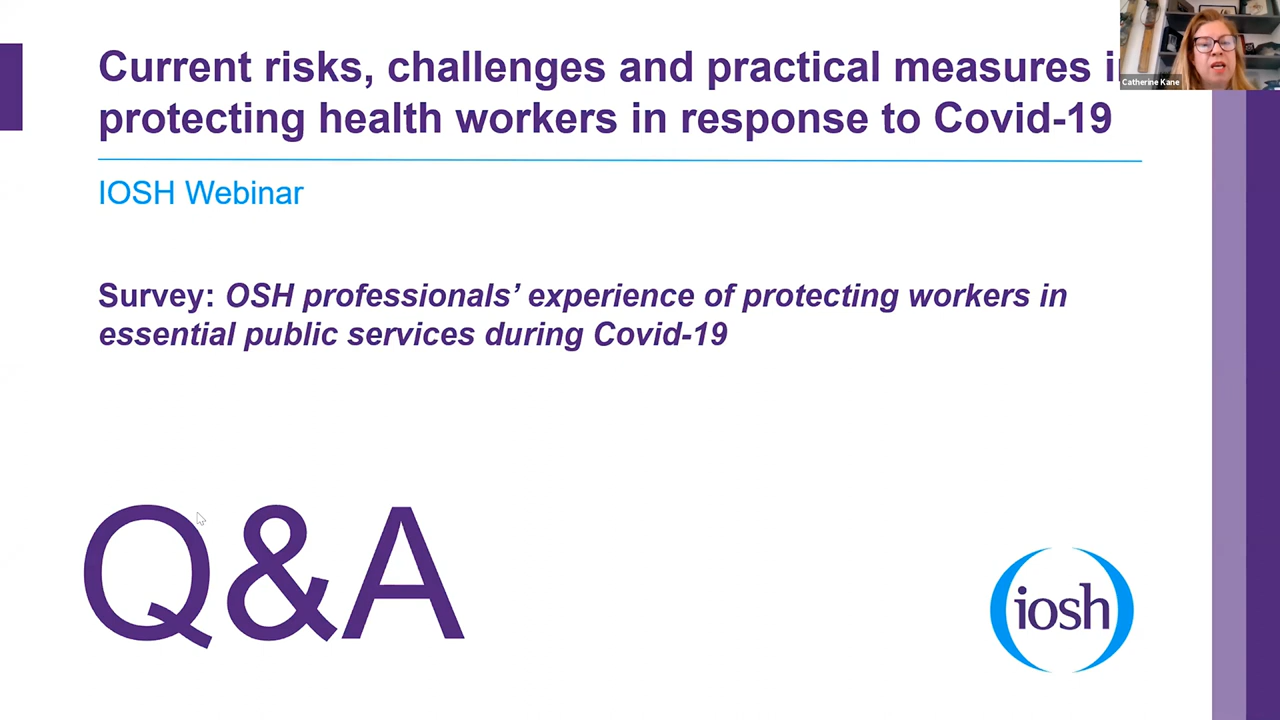 Current risks, challenges and practical measures i
protecting health workers in response to Covid-19
Catherine Kane
IOSH Webinar
Survey: OSH professionals’ experience of protecting workers in
essential public services during Covid-19
Q&A
iosh